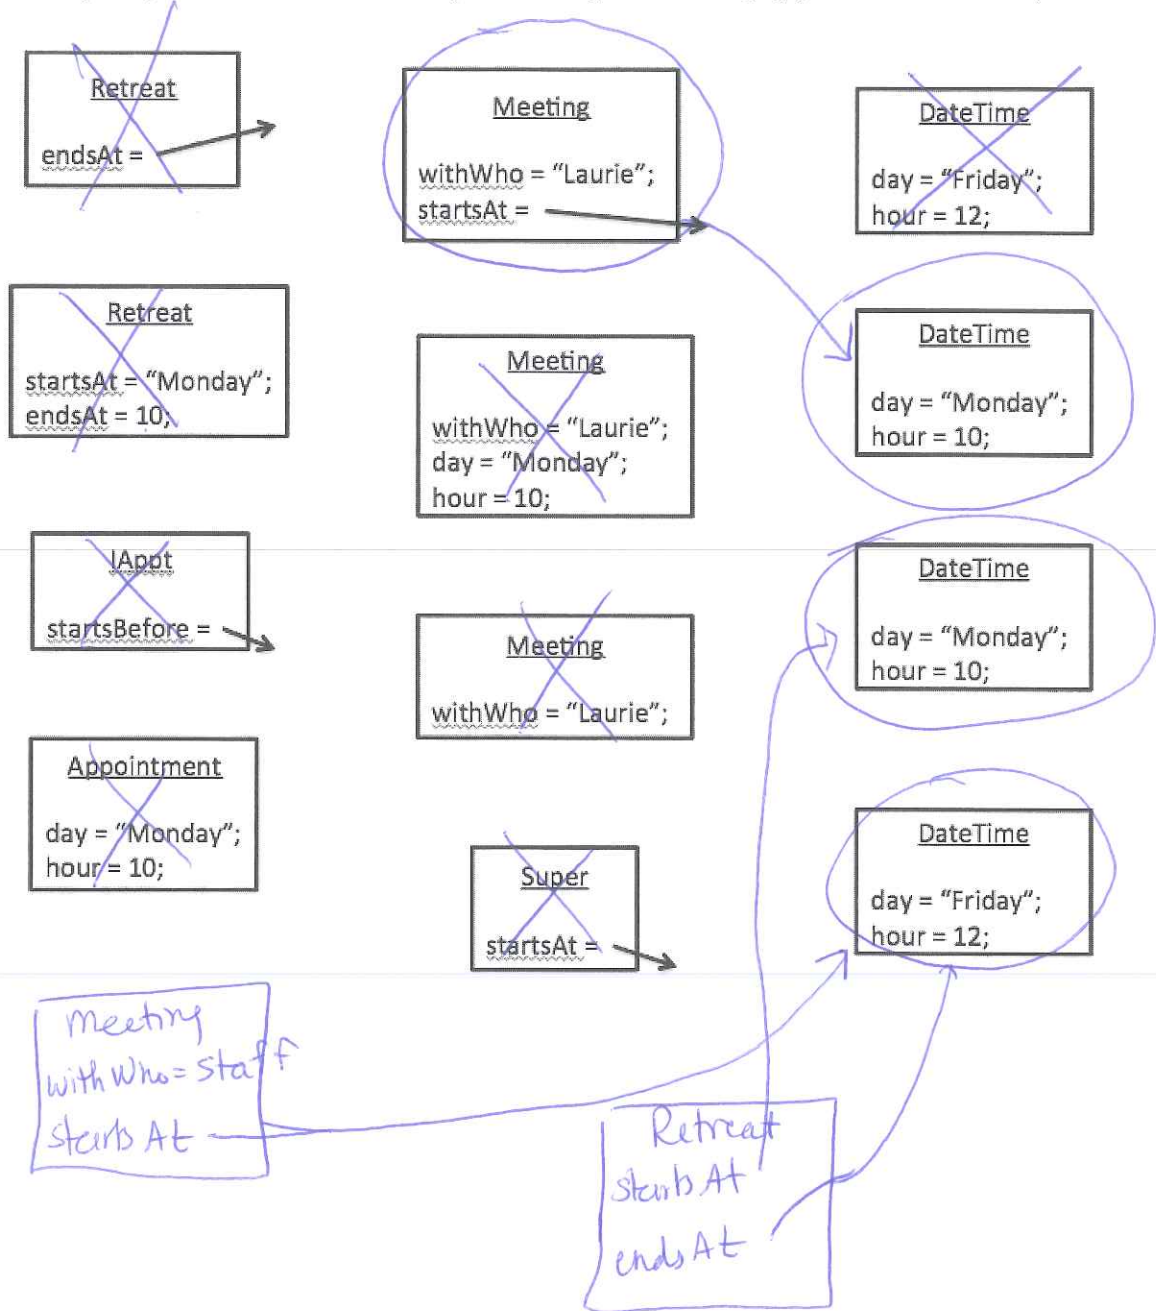 Retreat
endsAt =
Meeting
withWho = “Laurie”;
startsAt =
DateTime
day = “Friday”;
hour = 12;
Retreat
startsAt = “Monday”;
endsAt = 10;
Meeting
withWho = “Laurie”;
day = “Monday”;
hour = 10;
DateTime
day = “Monday”;
hour = 10;
IAppt
startsBefore =
Meeting
withWho = “Laurie”;
DateTime
day = “Monday”;
hour = 10;
Appointment
day = “Monday”;
hour = 10;
Super
startsAt =
DateTime
day = “Friday”;
hour = 12;
Meeting
withWho = Staff
startsAt
Retreat
startsAt
endsAt